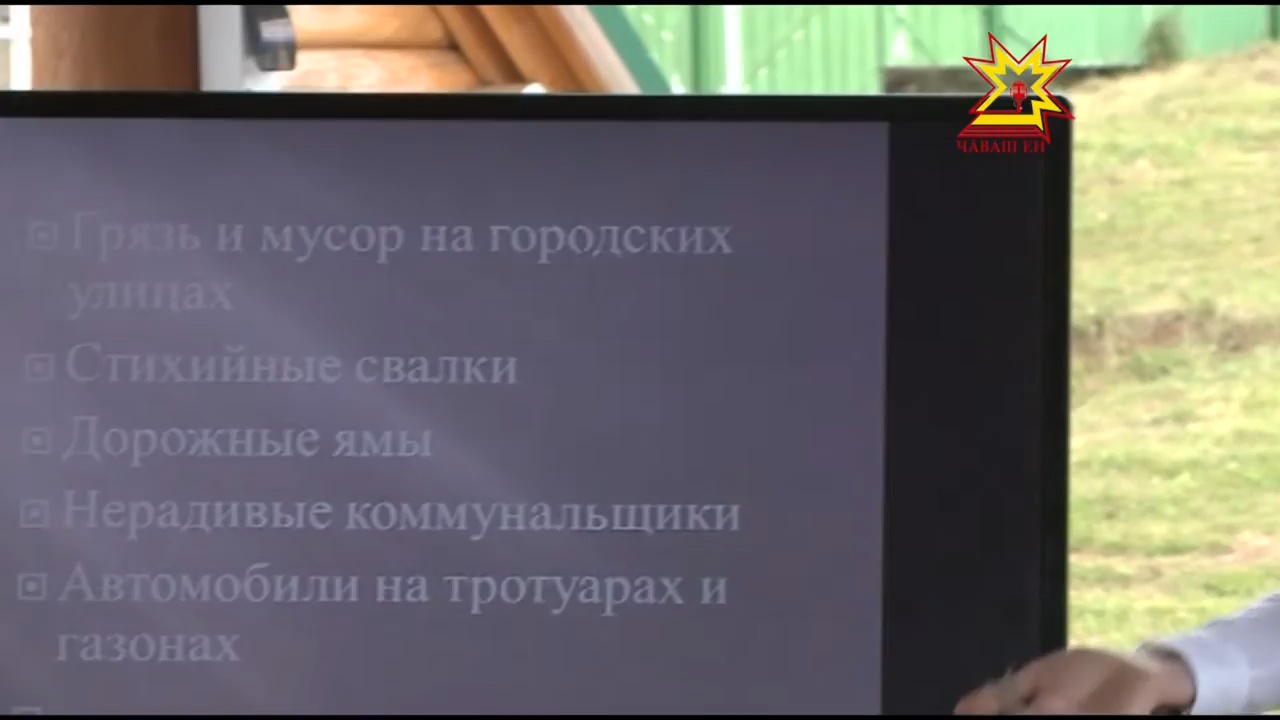 ЧАВАШ ЕН
Грязь и мусор на городских
улицах
Стихийные свалки
Дорожные ямы
Нерадивые коммунальщики
Автомобили на тротуарах и
газонах